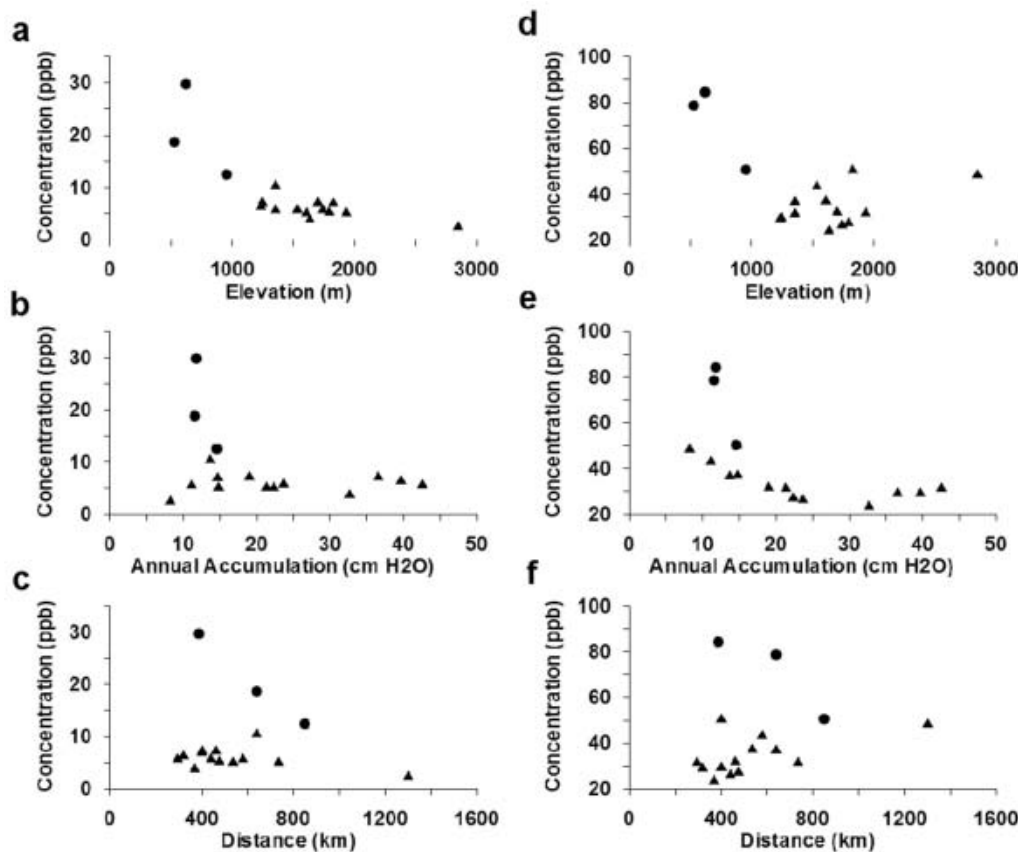 a
Concentration (ppb)
30
20
10
0
0 1000 2000 3000
Elevation (m)
b
Concentration (ppb)
30
20
10
0
0 10 20 30 40 50
Annual Accumulation (cm H2O)
c
Concentration (ppb)
30
20
10
0
400 800 1200 1600
Distance (km)
d
Concentration (ppb)
100
80
60
40
20
0 1000 2000 3000
Elevation (m)
e
Concentration (ppb)
100
80
60
40
20
0 10 20 30 40 50
Annual Accumulation (cm H2O)
f
Concentration (ppb)
100
80
60
40
20
0 400 800 1200 1600
Distance (km)